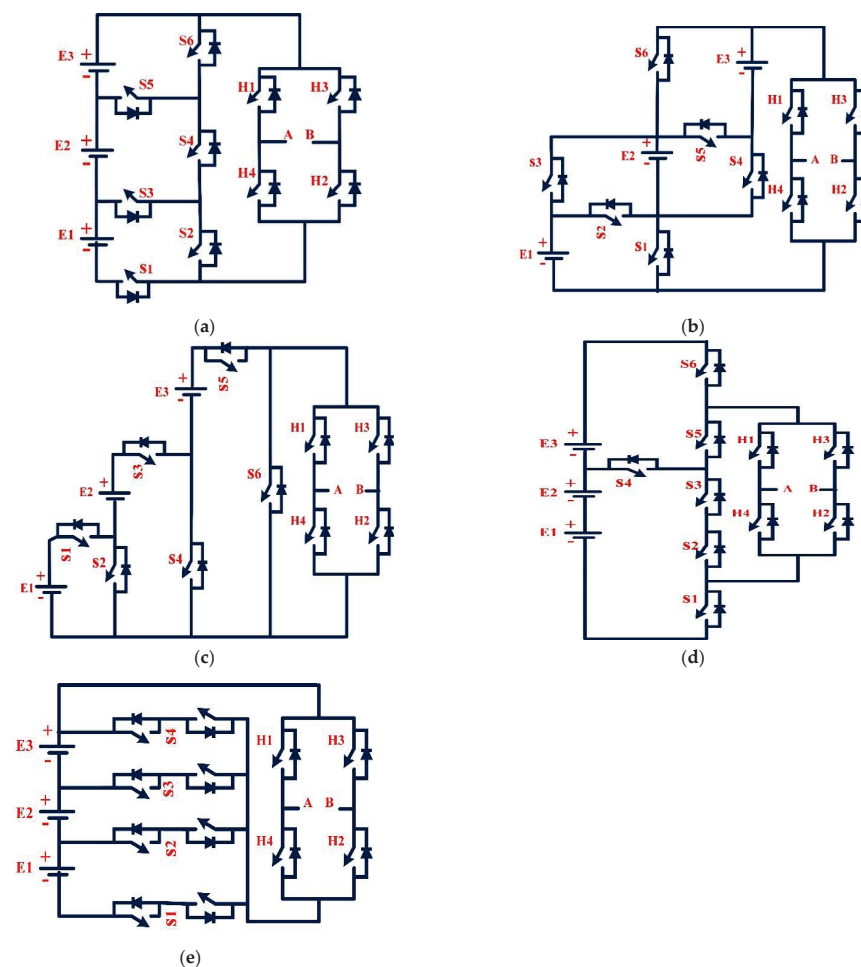 E3 + -
S6
S5
H1
H3
E2 + -
S4
A B
S3
H4
H2
E1 + -
S2
S1
(a)
S6
E3 + -
H1
H3
S5
S3
E2 + -
S4
A B
H4
H2
S2
S1
E1 + -
(b)
S5
E3 + -
H1
H3
S3
S6
E2 + -
A B
S1
H4
H2
S2
S4
E1 + -
(c)
S6
E3 + -
S5
H1
H3
S4
S3
E2 + -
A B
E1 + -
H4
H2
S2
S1
(d)
E3 + -
S4
H1
H3
S3
E2 + -
A B
S2
H4
H2
E1 + -
S1
(e)